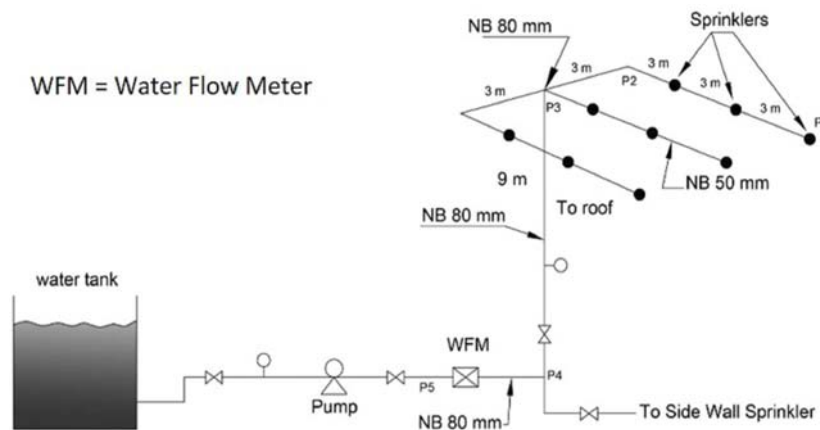 NB 80 mm
Sprinklers
WFM = Water Flow Meter
3 m
3 m
3 m
3 m
3 m
P2
P3
P
9 m
NB 50 mm
To roof
NB 80 mm
water tank
WFM
P5
P4
Pump
NB 80 mm
To Side Wall Sprinkler